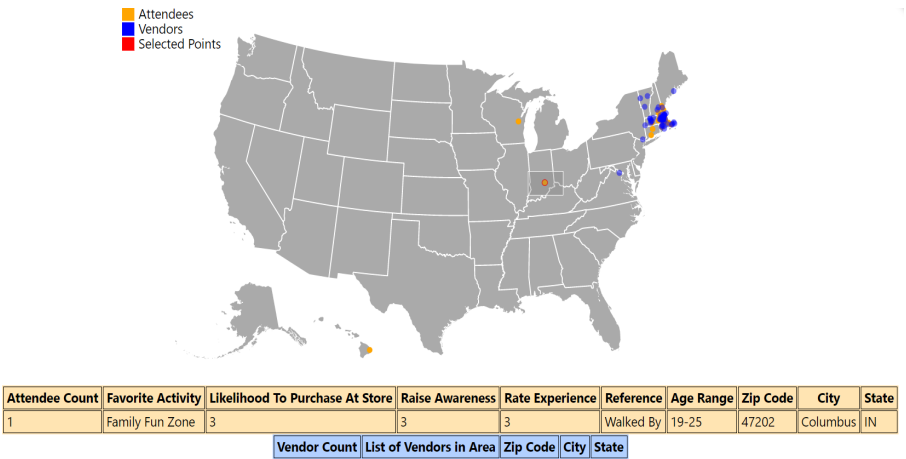 Attendees
Vendors
Selected Points
Attendee Count Favorite Activity Likelihood To Purchase At Store Raise Awareness Rate Experience Reference Age Range Zip Code City State
1 Family Fun Zone 3 3 3 Walked By 19-25 47202 Columbus IN
Vendor Count List of Vendors in Area Zip Code City State